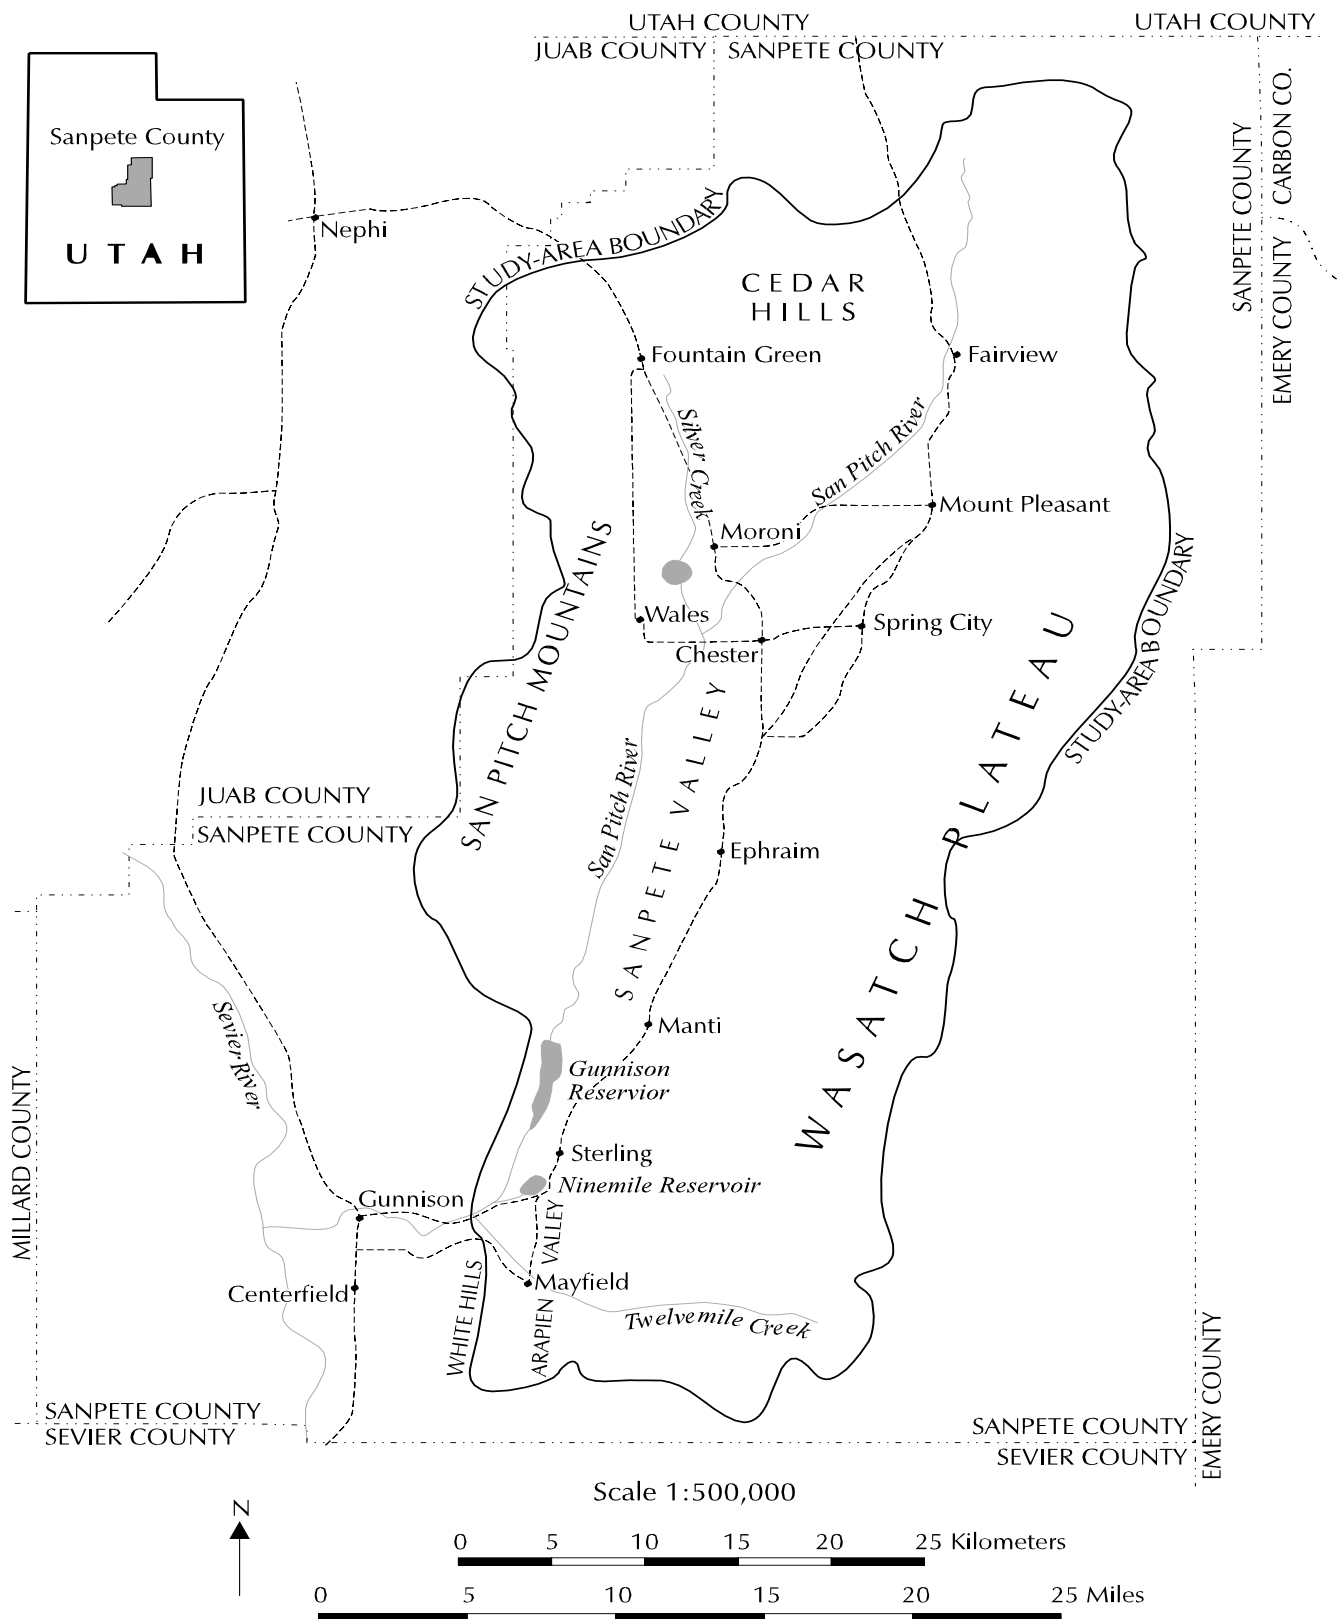 UTAH COUNTY
UTAH COUNTY
JUAB COUNTY
SANPETE COUNTY
SANPETE COUNTY
EMERY COUNTY
CARBON CO.
Sanpete County
UTAH
Nephi
STUDY-AREA BOUNDARY
CEDAR
HILLS
Fountain Green
Fairview
Silver Creek
San Pitch River
Mount Pleasant
Moroni
SAN PITCH MOUNTAINS
Wales
Spring City
Chester
STUDY-AREA BOUNDARY
WASATCH PLATEAU
SANPETE VALLEY
San Pitch River
JUAB COUNTY
SANPETE COUNTY
Ephraim
Manti
Sevier River
Gunnison
Reservior
MILLARD COUNTY
Sterling
Ninemile Reservoir
Gunnison
ARAPIEN VALLEY
WHITE HILLS
Mayfield
Centerfield
Twelvemile Creek
EMERY COUNTY
SANPETE COUNTY
SEVIER COUNTY
SANPETE COUNTY
SEVIER COUNTY
Scale 1:500,000
N
0 5 10 15 20 25 Kilometers
0 5 10 15 20 25 Miles